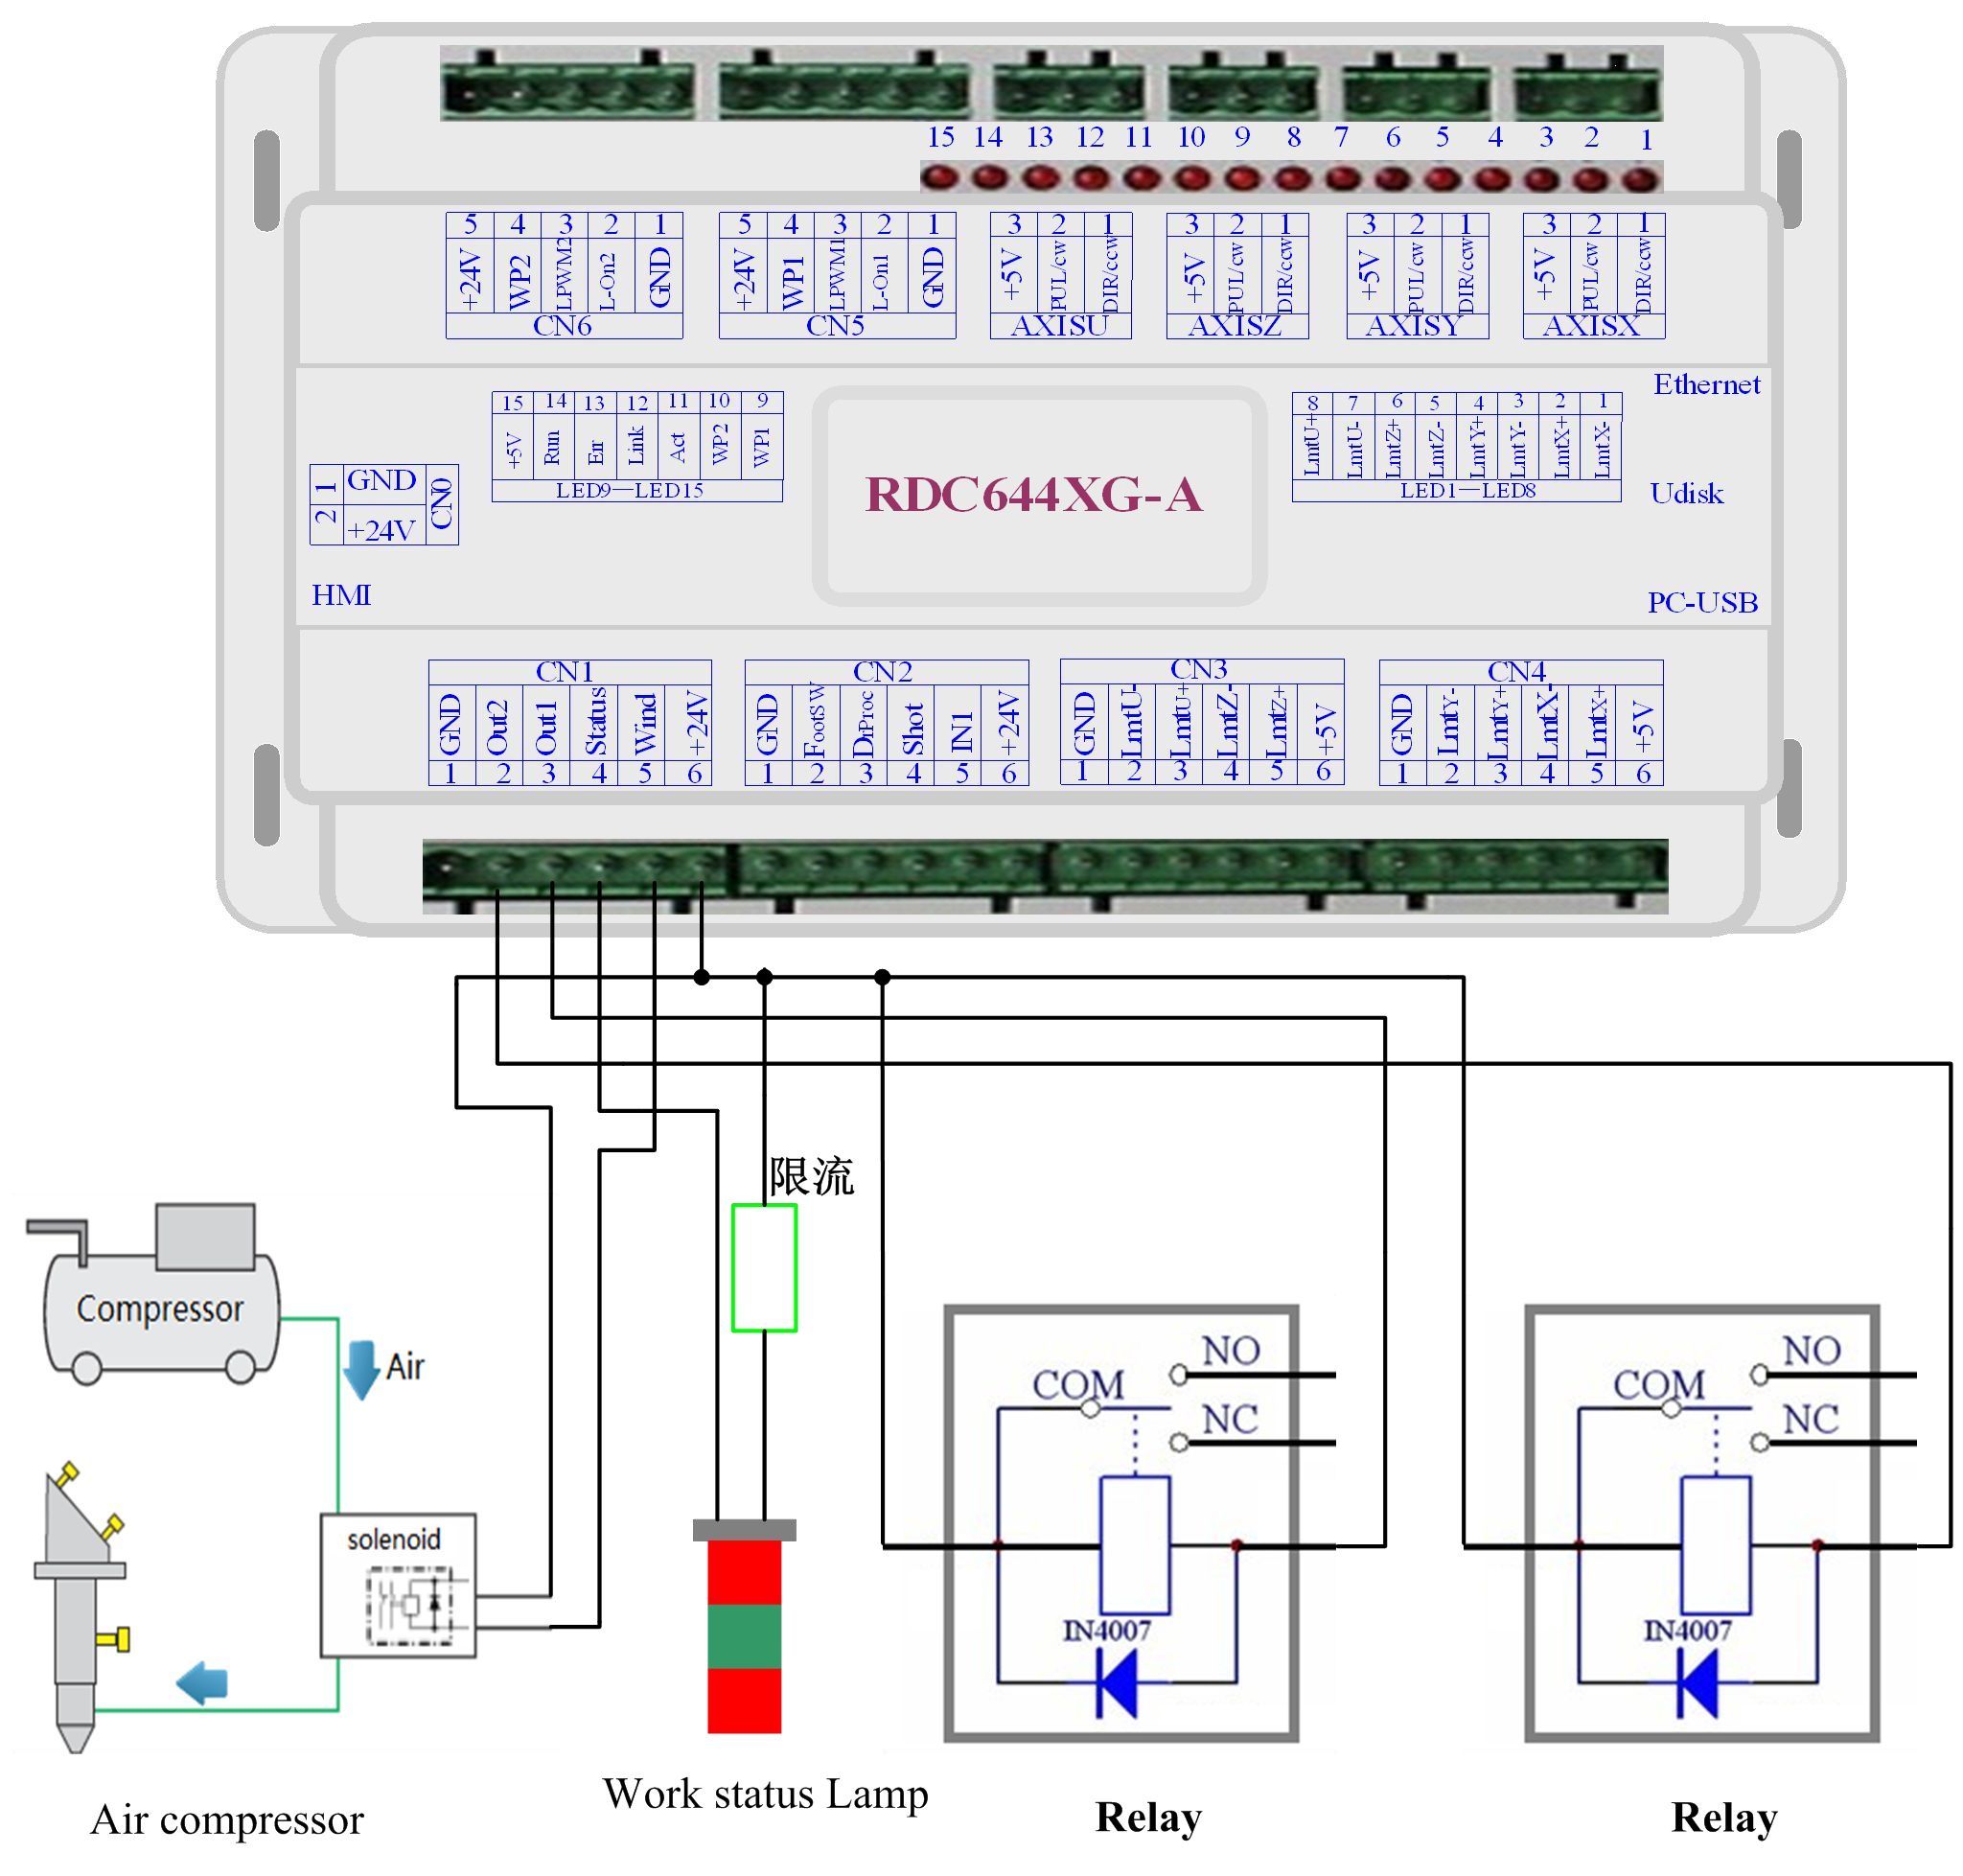 15 14 13 12 11 10 9 8 7 6 5 4 3 2 1
5 4 3 2 1
+24V WP2 LPWM2 L-On2 GND
CN6
5 4 3 2 1
+24V WP1 LPWM1 L-On1 GND
CN5
3 2 1
+5V PUL/cw DIR/ccw
AXISU
3 2 1
+5V PUL/cw DIR/ccw
AXISZ
3 2 1
+5V PUL/cw DIR/ccw
AXISY
3 2 1
+5V PUL/cw DIR/ccw
AXISX
15 14 13 12 11 10 9
+5V Run Err Link Act WP2 WP1
LED9—LED15
8 7 6 5 4 3 2 1
LmtU+ LmtU- LmtZ+ LmtZ- LmtY+ LmtY- LmtX+ LmtX-
LED1—LED8
Ethernet
Udisk
PC-USB
1 GND
2 +24V
CN0
HMI
RDC644XG-A
CN1
GND Out2 Out1 Status Wind +24V
1 2 3 4 5 6
CN2
GND FootSW DrProc Shot IN1 +24V
1 2 3 4 5 6
CN3
GND LmtU- LmtU+ LmtZ- LmtZ+ +5V
1 2 3 4 5 6
CN4
GND LmtY- LmtY+ LmtX- LmtX+ +5V
1 2 3 4 5 6
限流
Compressor
Air
solenoid
NO
COM
NC
IN4007
NO
COM
NC
IN4007
Air compressor
Work status Lamp
Relay
Relay